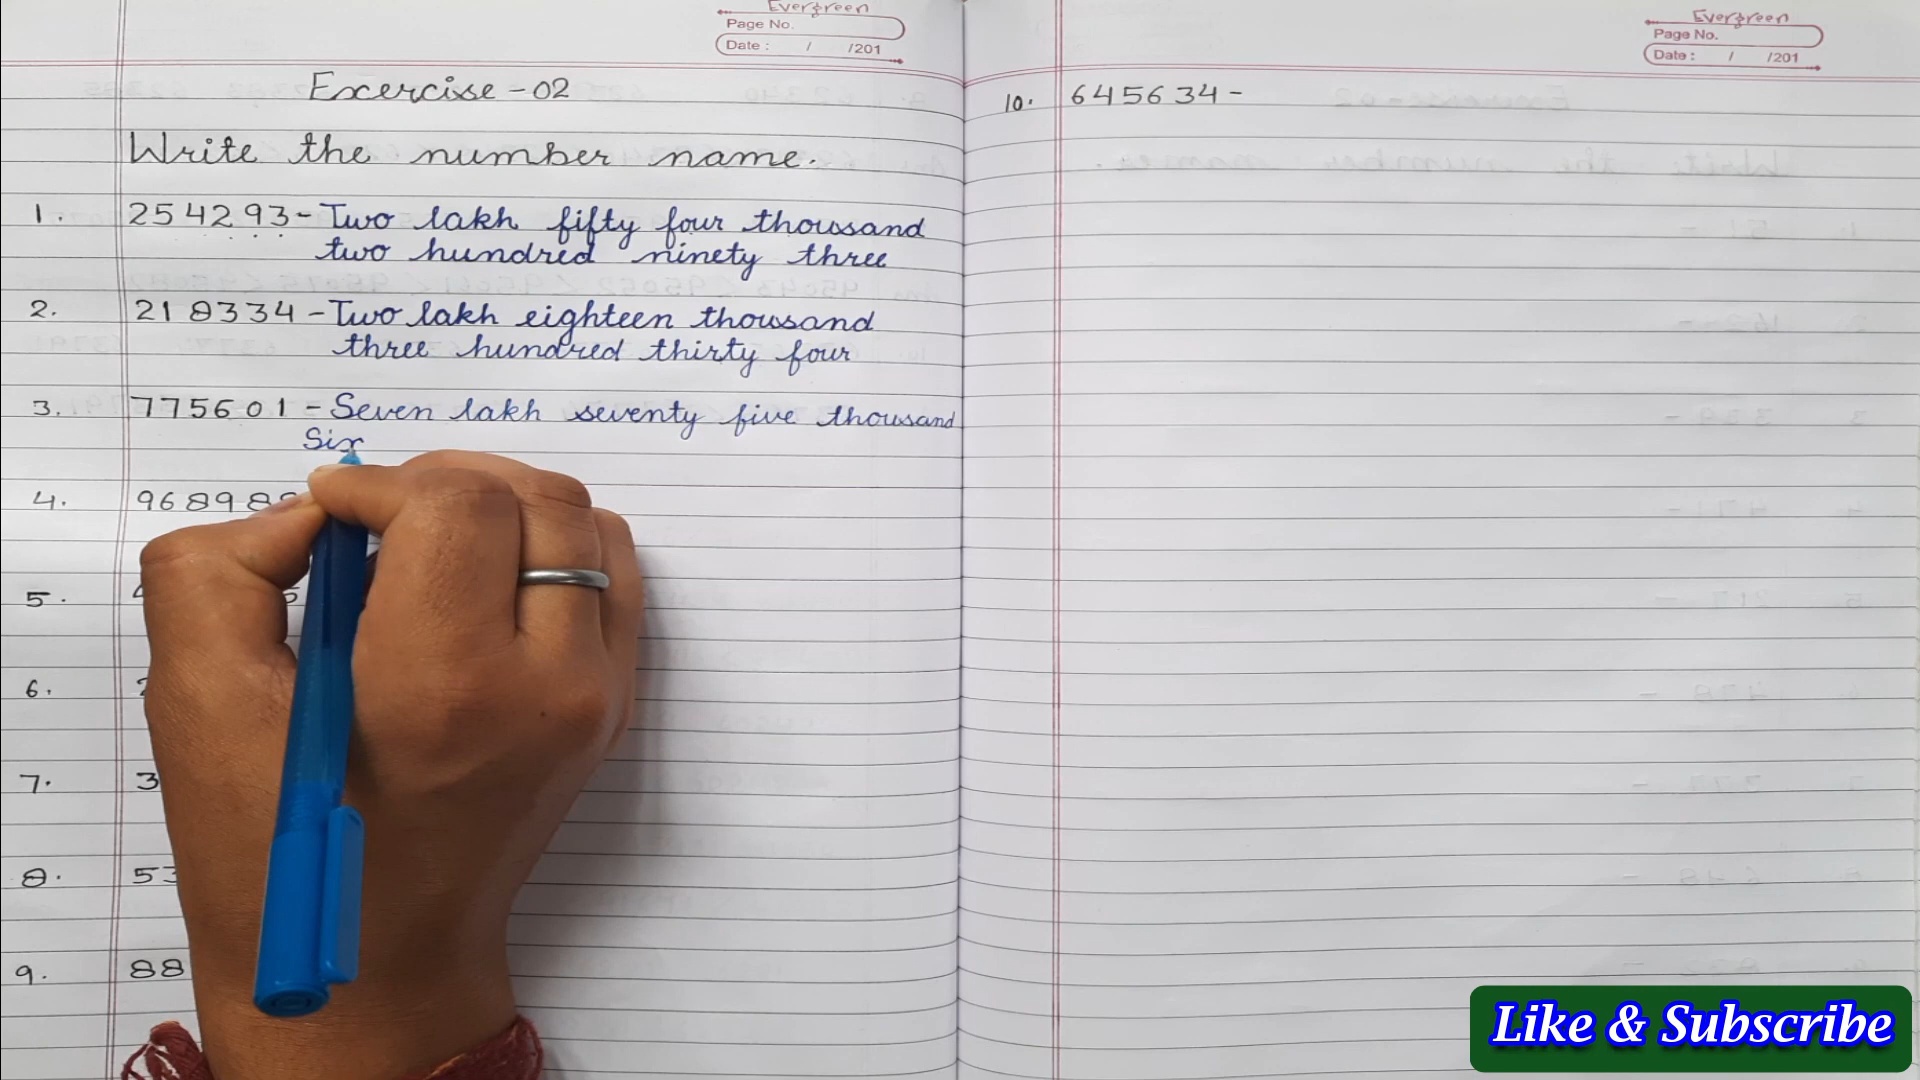 Evergreen
Page No.
Date : / /201
Exercise - 02
Write the number name.
1. 254293 - Two lakh fifty four thousand
two hundred ninety three
2. 218334 - Two lakh eighteen thousand
three hundred thirty four
3. 775601 - Seven lakh seventy five thousand
Six
4. 96898
5.
6.
7. 3
8. 53
9. 88
Evergreen
Page No.
Date : / /201
10. 645634 -
Like & Subscribe